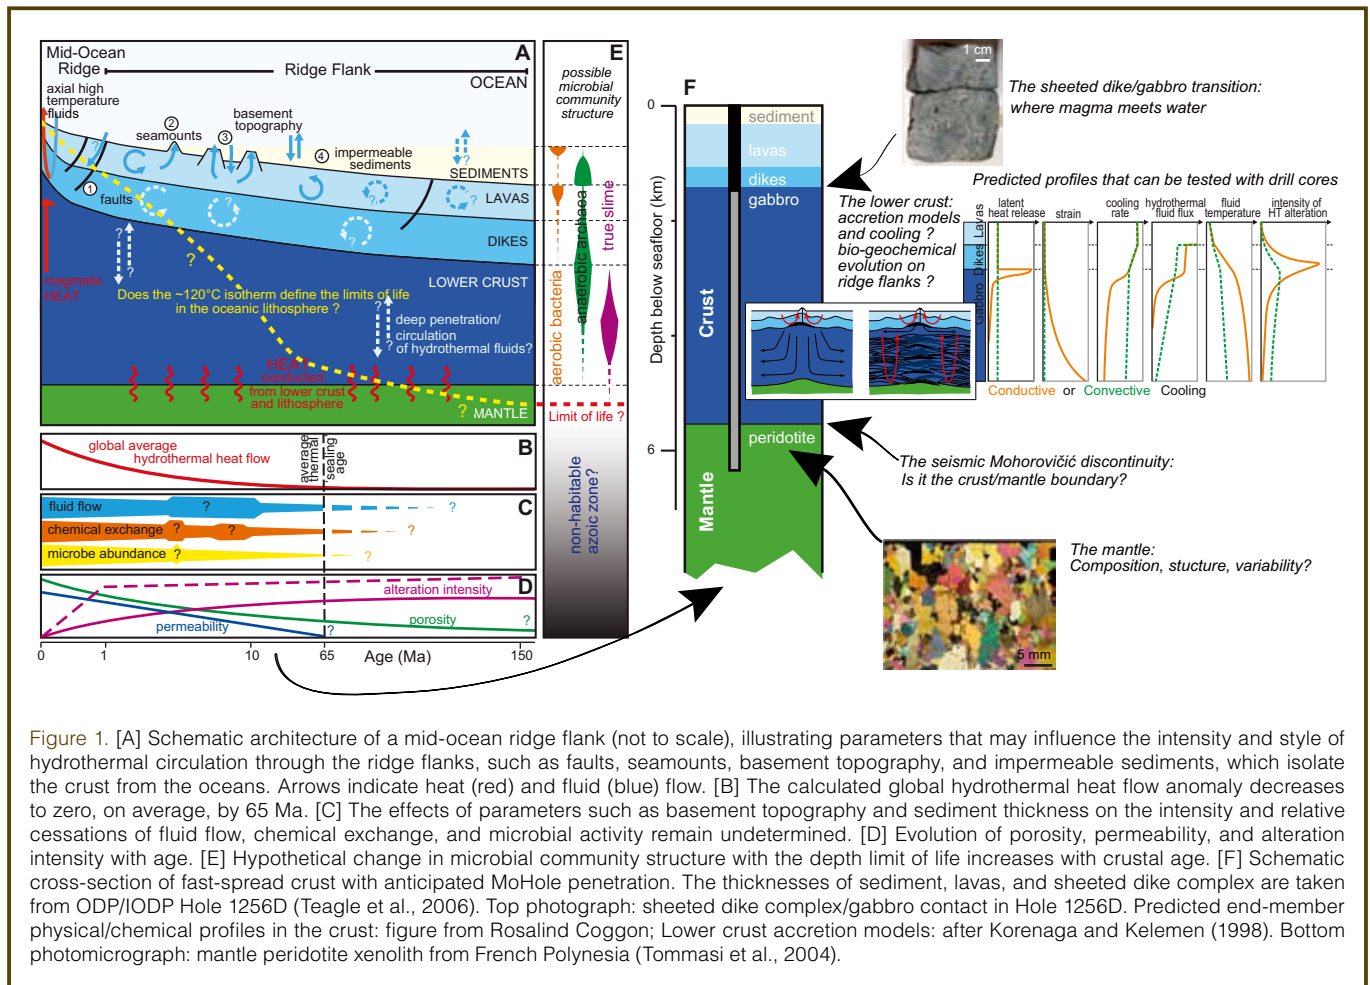 Mid-Ocean
Ridge
Ridge Flank
A
OCEAN
axial high
temperature
fluids
2
seamounts
3
basement
topography
4
impermeable
sediments
?
?
SEDIMENTS
1
faults
?
?
?
LAVAS
?
?
?
DIKES
?
?
magmatic
HEAT
LOWER CRUST
Does the ~120°C isotherm define the limits of life
in the oceanic lithosphere ?
?
?
deep penetration/
circulation
of hydrothermal fluids?
HEAT
conducted
from lower crust
and lithosphere
?
MANTLE
E
possible
microbial
community
structure
aerobic bacteria
anaerobic archaea
true slime
Limit of life ?
non-habitable
azoic zone?
B
global average
hydrothermal heat flow
average
thermal
sealing
age
C
fluid flow
?
?
chemical exchange
?
?
?
microbe abundance
?
?
D
alteration intensity
porosity
permeability
?
?
0
1
10
65
Age (Ma)
150
F
0
6
Depth below seafloor (km)
sediment
lavas
dikes
gabbro
Crust
peridotite
Mantle
1 cm
The sheeted dike/gabbro transition:
where magma meets water
The lower crust:
accretion models
and cooling ?
bio-geochemical
evolution on
ridge flanks ?
Predicted profiles that can be tested with drill cores
latent
heat release
strain
cooling
rate
hydrothermal
fluid flux
fluid
temperature
intensity of
HT alteration
Lavas
Dikes
Gabbro
Conductive or Convective Cooling
The seismic Mohorovičić discontinuity:
Is it the crust/mantle boundary?
The mantle:
Composition, stucture, variability?
5 mm
Figure 1. [A] Schematic architecture of a mid-ocean ridge flank (not to scale), illustrating parameters that may influence the intensity and style of
hydrothermal circulation through the ridge flanks, such as faults, seamounts, basement topography, and impermeable sediments, which isolate
the crust from the oceans. Arrows indicate heat (red) and fluid (blue) flow. [B] The calculated global hydrothermal heat flow anomaly decreases
to zero, on average, by 65 Ma. [C] The effects of parameters such as basement topography and sediment thickness on the intensity and relative
cessations of fluid flow, chemical exchange, and microbial activity remain undetermined. [D] Evolution of porosity, permeability, and alteration
intensity with age. [E] Hypothetical change in microbial community structure with the depth limit of life increases with crustal age. [F] Schematic
cross-section of fast-spread crust with anticipated MoHole penetration. The thicknesses of sediment, lavas, and sheeted dike complex are taken
from ODP/IODP Hole 1256D (Teagle et al., 2006). Top photograph: sheeted dike complex/gabbro contact in Hole 1256D. Predicted end-member
physical/chemical profiles in the crust: figure from Rosalind Coggon; Lower crust accretion models: after Korenaga and Kelemen (1998). Bottom
photomicrograph: mantle peridotite xenolith from French Polynesia (Tommasi et al., 2004).